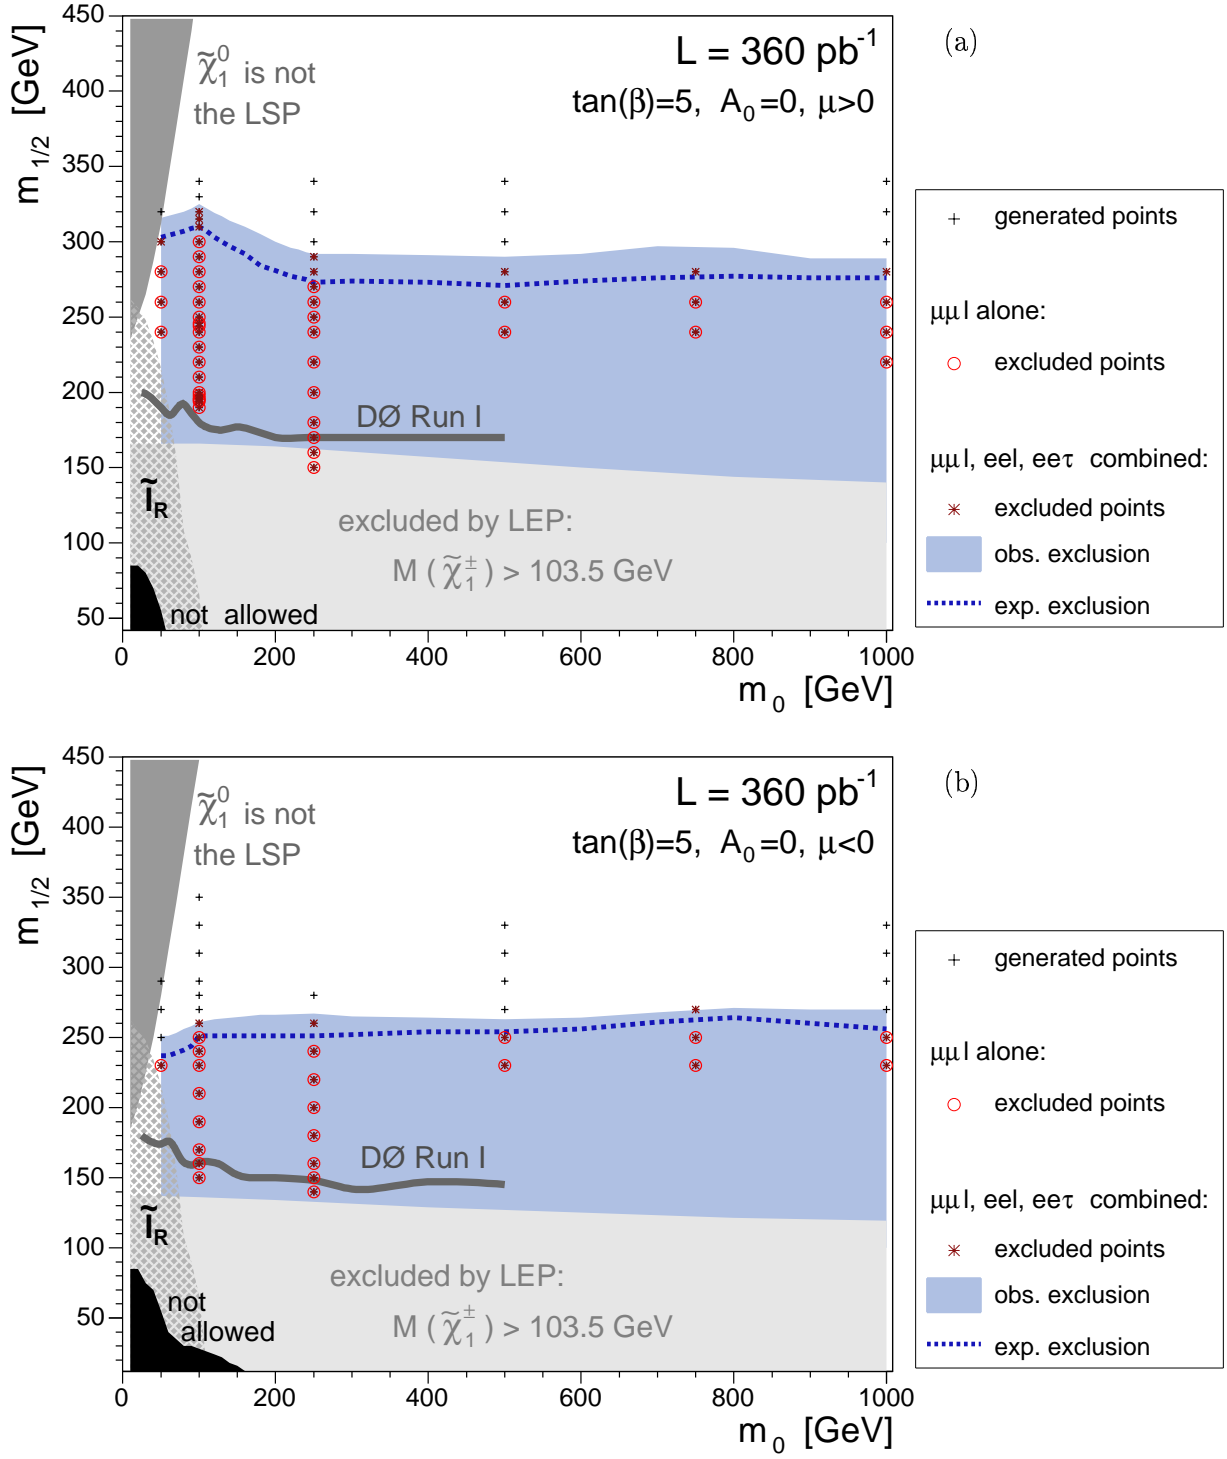 (a)
m1/2 [GeV]
450
400
350
300
250
200
150
100
50
L = 360 pb-1
tan(β)=5, A0=0, μ>0
χ̃10 is not
the LSP
DØ Run I
l̃R
excluded by LEP:
M ( χ̃1± ) > 103.5 GeV
not allowed
0 200 400 600 800 1000
m0 [GeV]
generated points
μμl alone:
excluded points
μμl, eel, eeτ combined:
excluded points
obs. exclusion
exp. exclusion
(b)
m1/2 [GeV]
450
400
350
300
250
200
150
100
50
L = 360 pb-1
tan(β)=5, A0=0, μ<0
χ̃10 is not
the LSP
DØ Run I
l̃R
excluded by LEP:
M ( χ̃1± ) > 103.5 GeV
not
allowed
0 200 400 600 800 1000
m0 [GeV]
generated points
μμl alone:
excluded points
μμl, eel, eeτ combined:
excluded points
obs. exclusion
exp. exclusion